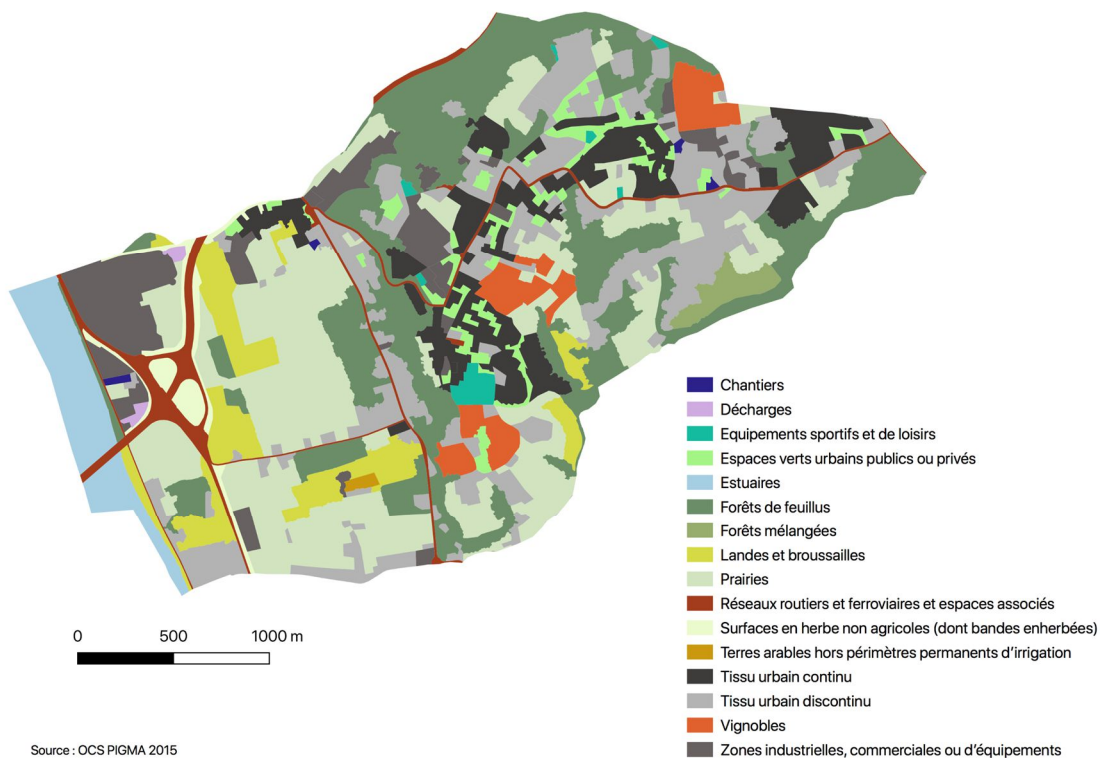 Chantiers
Décharges
Equipements sportifs et de loisirs
Espaces verts urbains publics ou privés
Estuaires
Forêts de feuillus
Forêts mélangées
Landes et broussailles
Prairies
Réseaux routiers et ferroviaires et espaces associés
Surfaces en herbe non agricoles (dont bandes enherbées)
Terres arables hors périmètres permanents d’irrigation
Tissu urbain continu
Tissu urbain discontinu
Vignobles
Zones industrielles, commerciales ou d’équipements
0 500 1000 m
Source : OCS PIGMA 2015